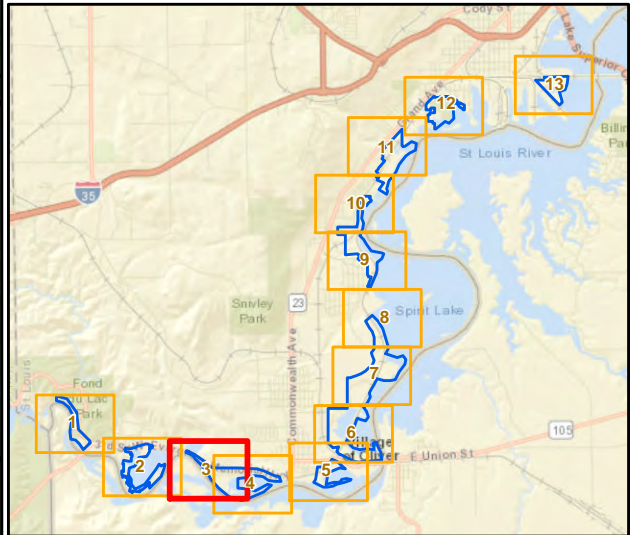 Cody St
Lake Superior
13
12
Grand Ave
Billin
Pa
11
St Louis River
35
10
9
23
Snivley
Park
Spirit Lake
8
Commonwealth Ave
7
St Louis
Fond
du Lac
Park
1
6
Village
of Oliver
E Union St
105
2
3
4
5